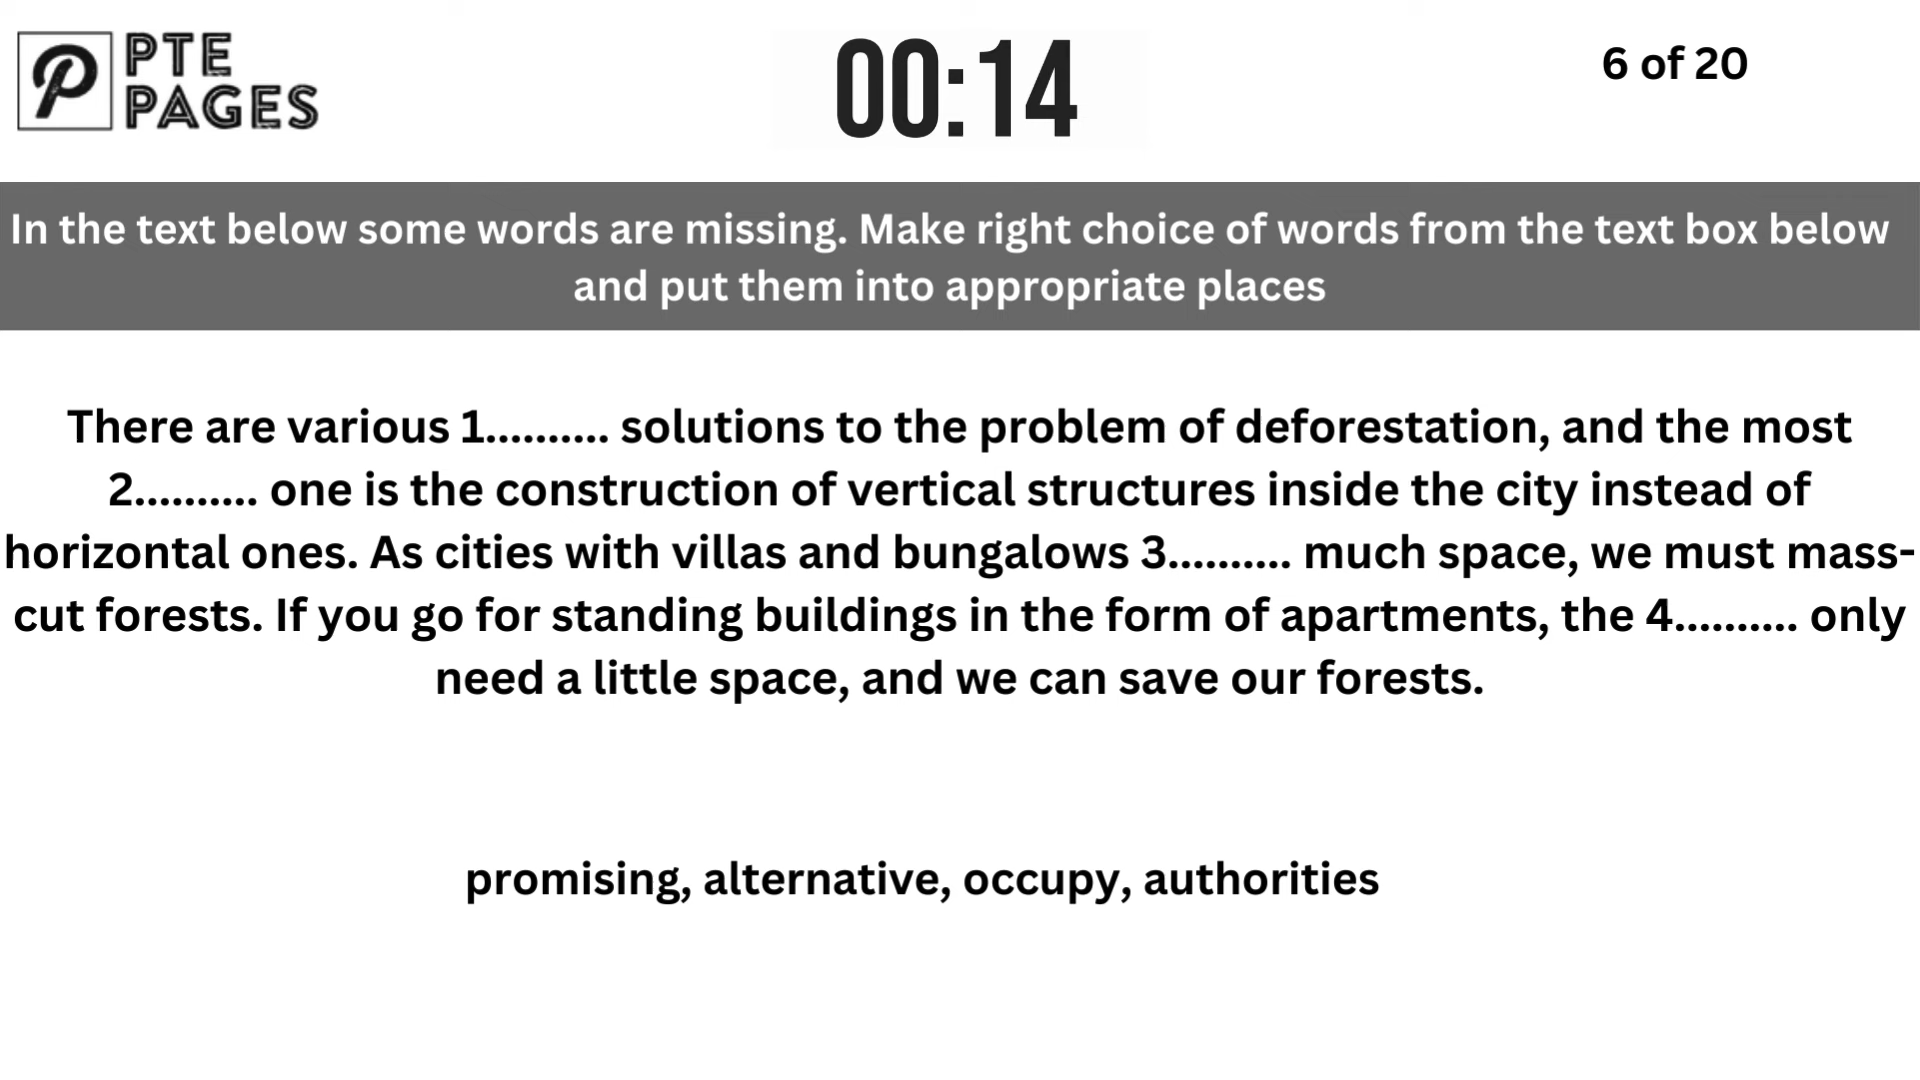 PTE
PAGES
00:14
6 of 20
In the text below some words are missing. Make right choice of words from the text box below
and put them into appropriate places
There are various 1.......... solutions to the problem of deforestation, and the most
2.......... one is the construction of vertical structures inside the city instead of
horizontal ones. As cities with villas and bungalows 3.......... much space, we must mass-
cut forests. If you go for standing buildings in the form of apartments, the 4.......... only
need a little space, and we can save our forests.
promising, alternative, occupy, authorities